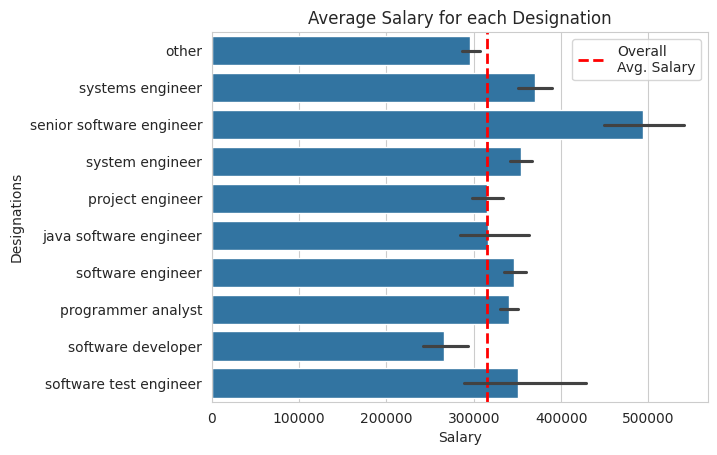 Average Salary for each Designation
Overall
Avg. Salary
Designations
other
systems engineer
senior software engineer
system engineer
project engineer
java software engineer
software engineer
programmer analyst
software developer
software test engineer
0 100000 200000 300000 400000 500000
Salary